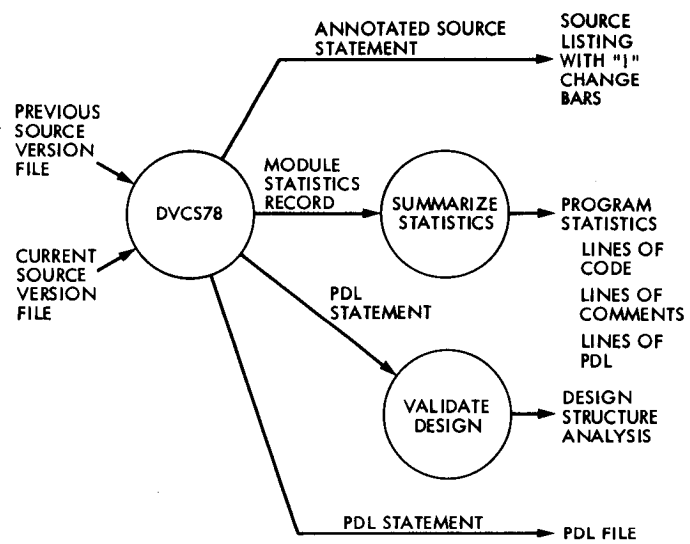 ANNOTATED SOURCE
STATEMENT
SOURCE
LISTING
WITH "|"
CHANGE
BARS
PREVIOUS
SOURCE
VERSION
FILE
DVCS78
MODULE
STATISTICS
RECORD
SUMMARIZE
STATISTICS
PROGRAM
STATISTICS
LINES OF
CODE
LINES OF
COMMENTS
LINES OF
PDL
CURRENT
SOURCE
VERSION
FILE
PDL
STATEMENT
VALIDATE
DESIGN
DESIGN
STRUCTURE
ANALYSIS
PDL STATEMENT
PDL FILE